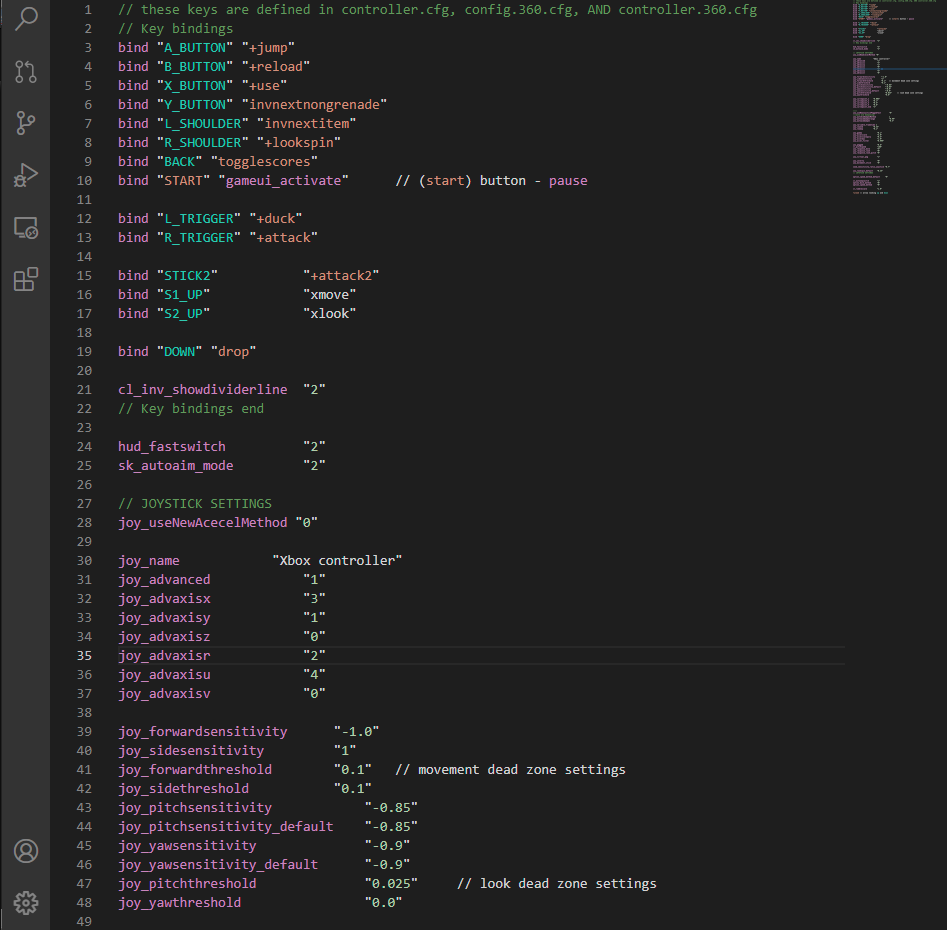 1 // these keys are defined in controller.cfg, config.360.cfg, AND controller.360.cfg
2 // Key bindings
3 bind "A_BUTTON" "+jump"
4 bind "B_BUTTON" "+reload"
5 bind "X_BUTTON" "+use"
6 bind "Y_BUTTON" "invnextnongrenade"
7 bind "L_SHOULDER" "invnextitem"
8 bind "R_SHOULDER" "+lookspin"
9 bind "BACK" "togglescores"
10 bind "START" "gameui_activate" // (start) button - pause
11
12 bind "L_TRIGGER" "+duck"
13 bind "R_TRIGGER" "+attack"
14
15 bind "STICK2" "+attack2"
16 bind "S1_UP" "xmove"
17 bind "S2_UP" "xlook"
18
19 bind "DOWN" "drop"
20
21 cl_inv_showdividerline "2"
22 // Key bindings end
23
24 hud_fastswitch "2"
25 sk_autoaim_mode "2"
26
27 // JOYSTICK SETTINGS
28 joy_useNewAcecelMethod "0"
29
30 joy_name "Xbox controller"
31 joy_advanced "1"
32 joy_advaxisx "3"
33 joy_advaxisy "1"
34 joy_advaxisz "0"
35 joy_advaxisr "2"
36 joy_advaxisu "4"
37 joy_advaxisv "0"
38
39 joy_forwardsensitivity "-1.0"
40 joy_sidesensitivity "1"
41 joy_forwardthreshold "0.1" // movement dead zone settings
42 joy_sidethreshold "0.1"
43 joy_pitchsensitivity "-0.85"
44 joy_pitchsensitivity_default "-0.85"
45 joy_yawsensitivity "-0.9"
46 joy_yawsensitivity_default "-0.9"
47 joy_pitchthreshold "0.025" // look dead zone settings
48 joy_yawthreshold "0.0"
49